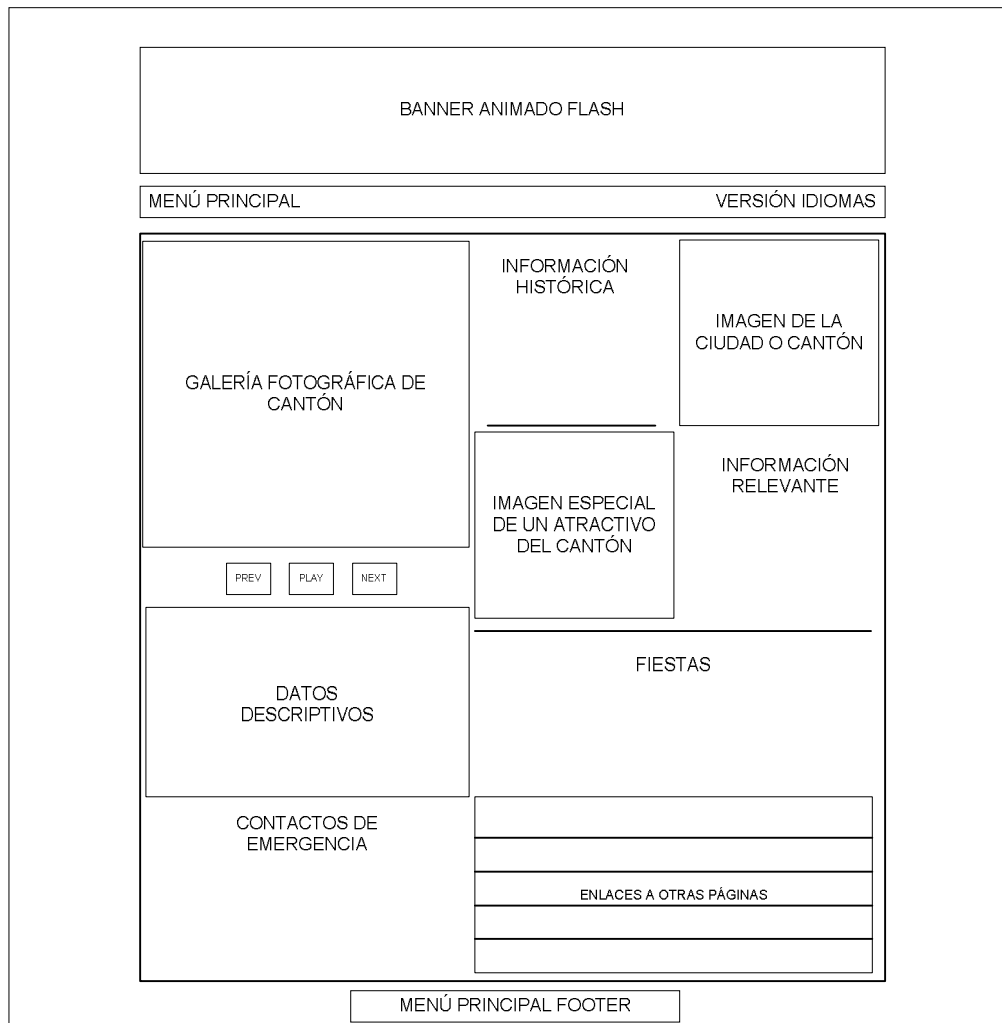 BANNER ANIMADO FLASH
MENÚ PRINCIPAL
VERSIÓN IDIOMAS
GALERÍA FOTOGRÁFICA DE
CANTÓN
PREV
PLAY
NEXT
DATOS
DESCRIPTIVOS
CONTACTOS DE
EMERGENCIA
INFORMACIÓN
HISTÓRICA
IMAGEN DE LA
CIUDAD O CANTÓN
IMAGEN ESPECIAL
DE UN ATRACTIVO
DEL CANTÓN
INFORMACIÓN
RELEVANTE
FIESTAS
ENLACES A OTRAS PÁGINAS
MENÚ PRINCIPAL FOOTER